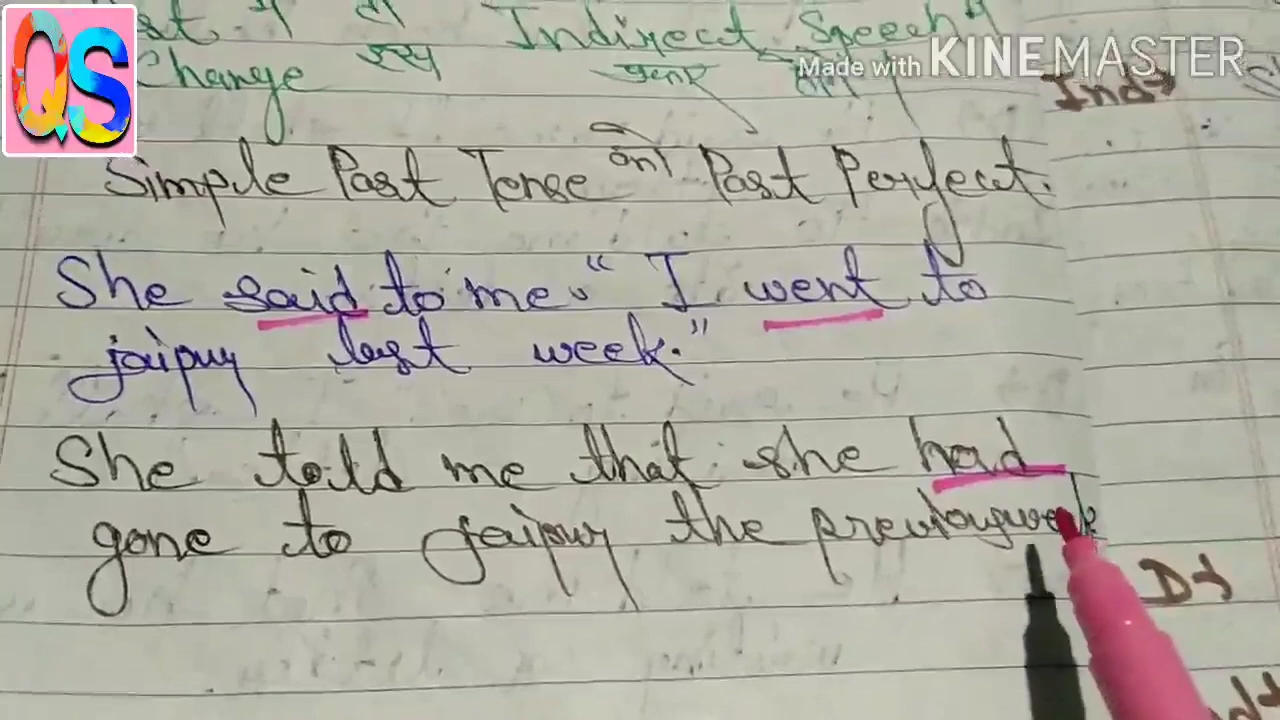 QS
Indirect Speech में
Change
Made with KINEMASTER
Ind→
Simple Past Tense का Past Perfect.
She said to me. “ I went to
jaipur last week.”
She told me that she had
gone to jaipur the previous week
D→